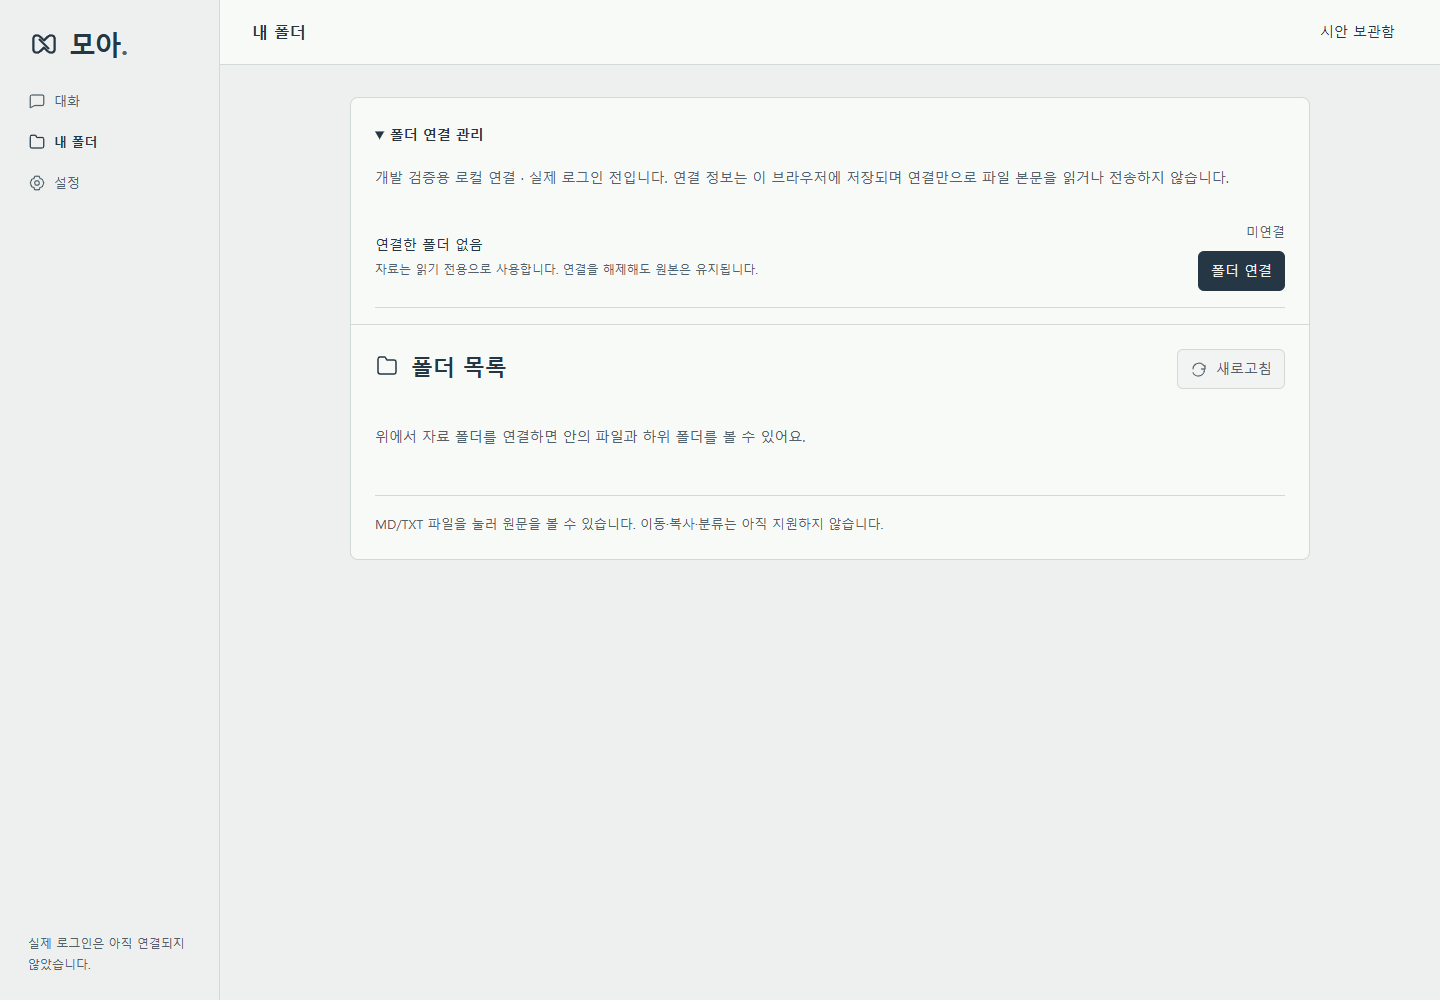 모아.
대화
내 폴더
설정
실제 로그인은 아직 연결되지
않았습니다.
내 폴더
시안 보관함
▼ 폴더 연결 관리
개발 검증용 로컬 연결 · 실제 로그인 전입니다. 연결 정보는 이 브라우저에 저장되며 연결만으로 파일 본문을 읽거나 전송하지 않습니다.
연결한 폴더 없음
자료는 읽기 전용으로 사용합니다. 연결을 해제해도 원본은 유지됩니다.
미연결
폴더 연결
폴더 목록
새로고침
위에서 자료 폴더를 연결하면 안의 파일과 하위 폴더를 볼 수 있어요.
MD/TXT 파일을 눌러 원문을 볼 수 있습니다. 이동·복사·분류는 아직 지원하지 않습니다.